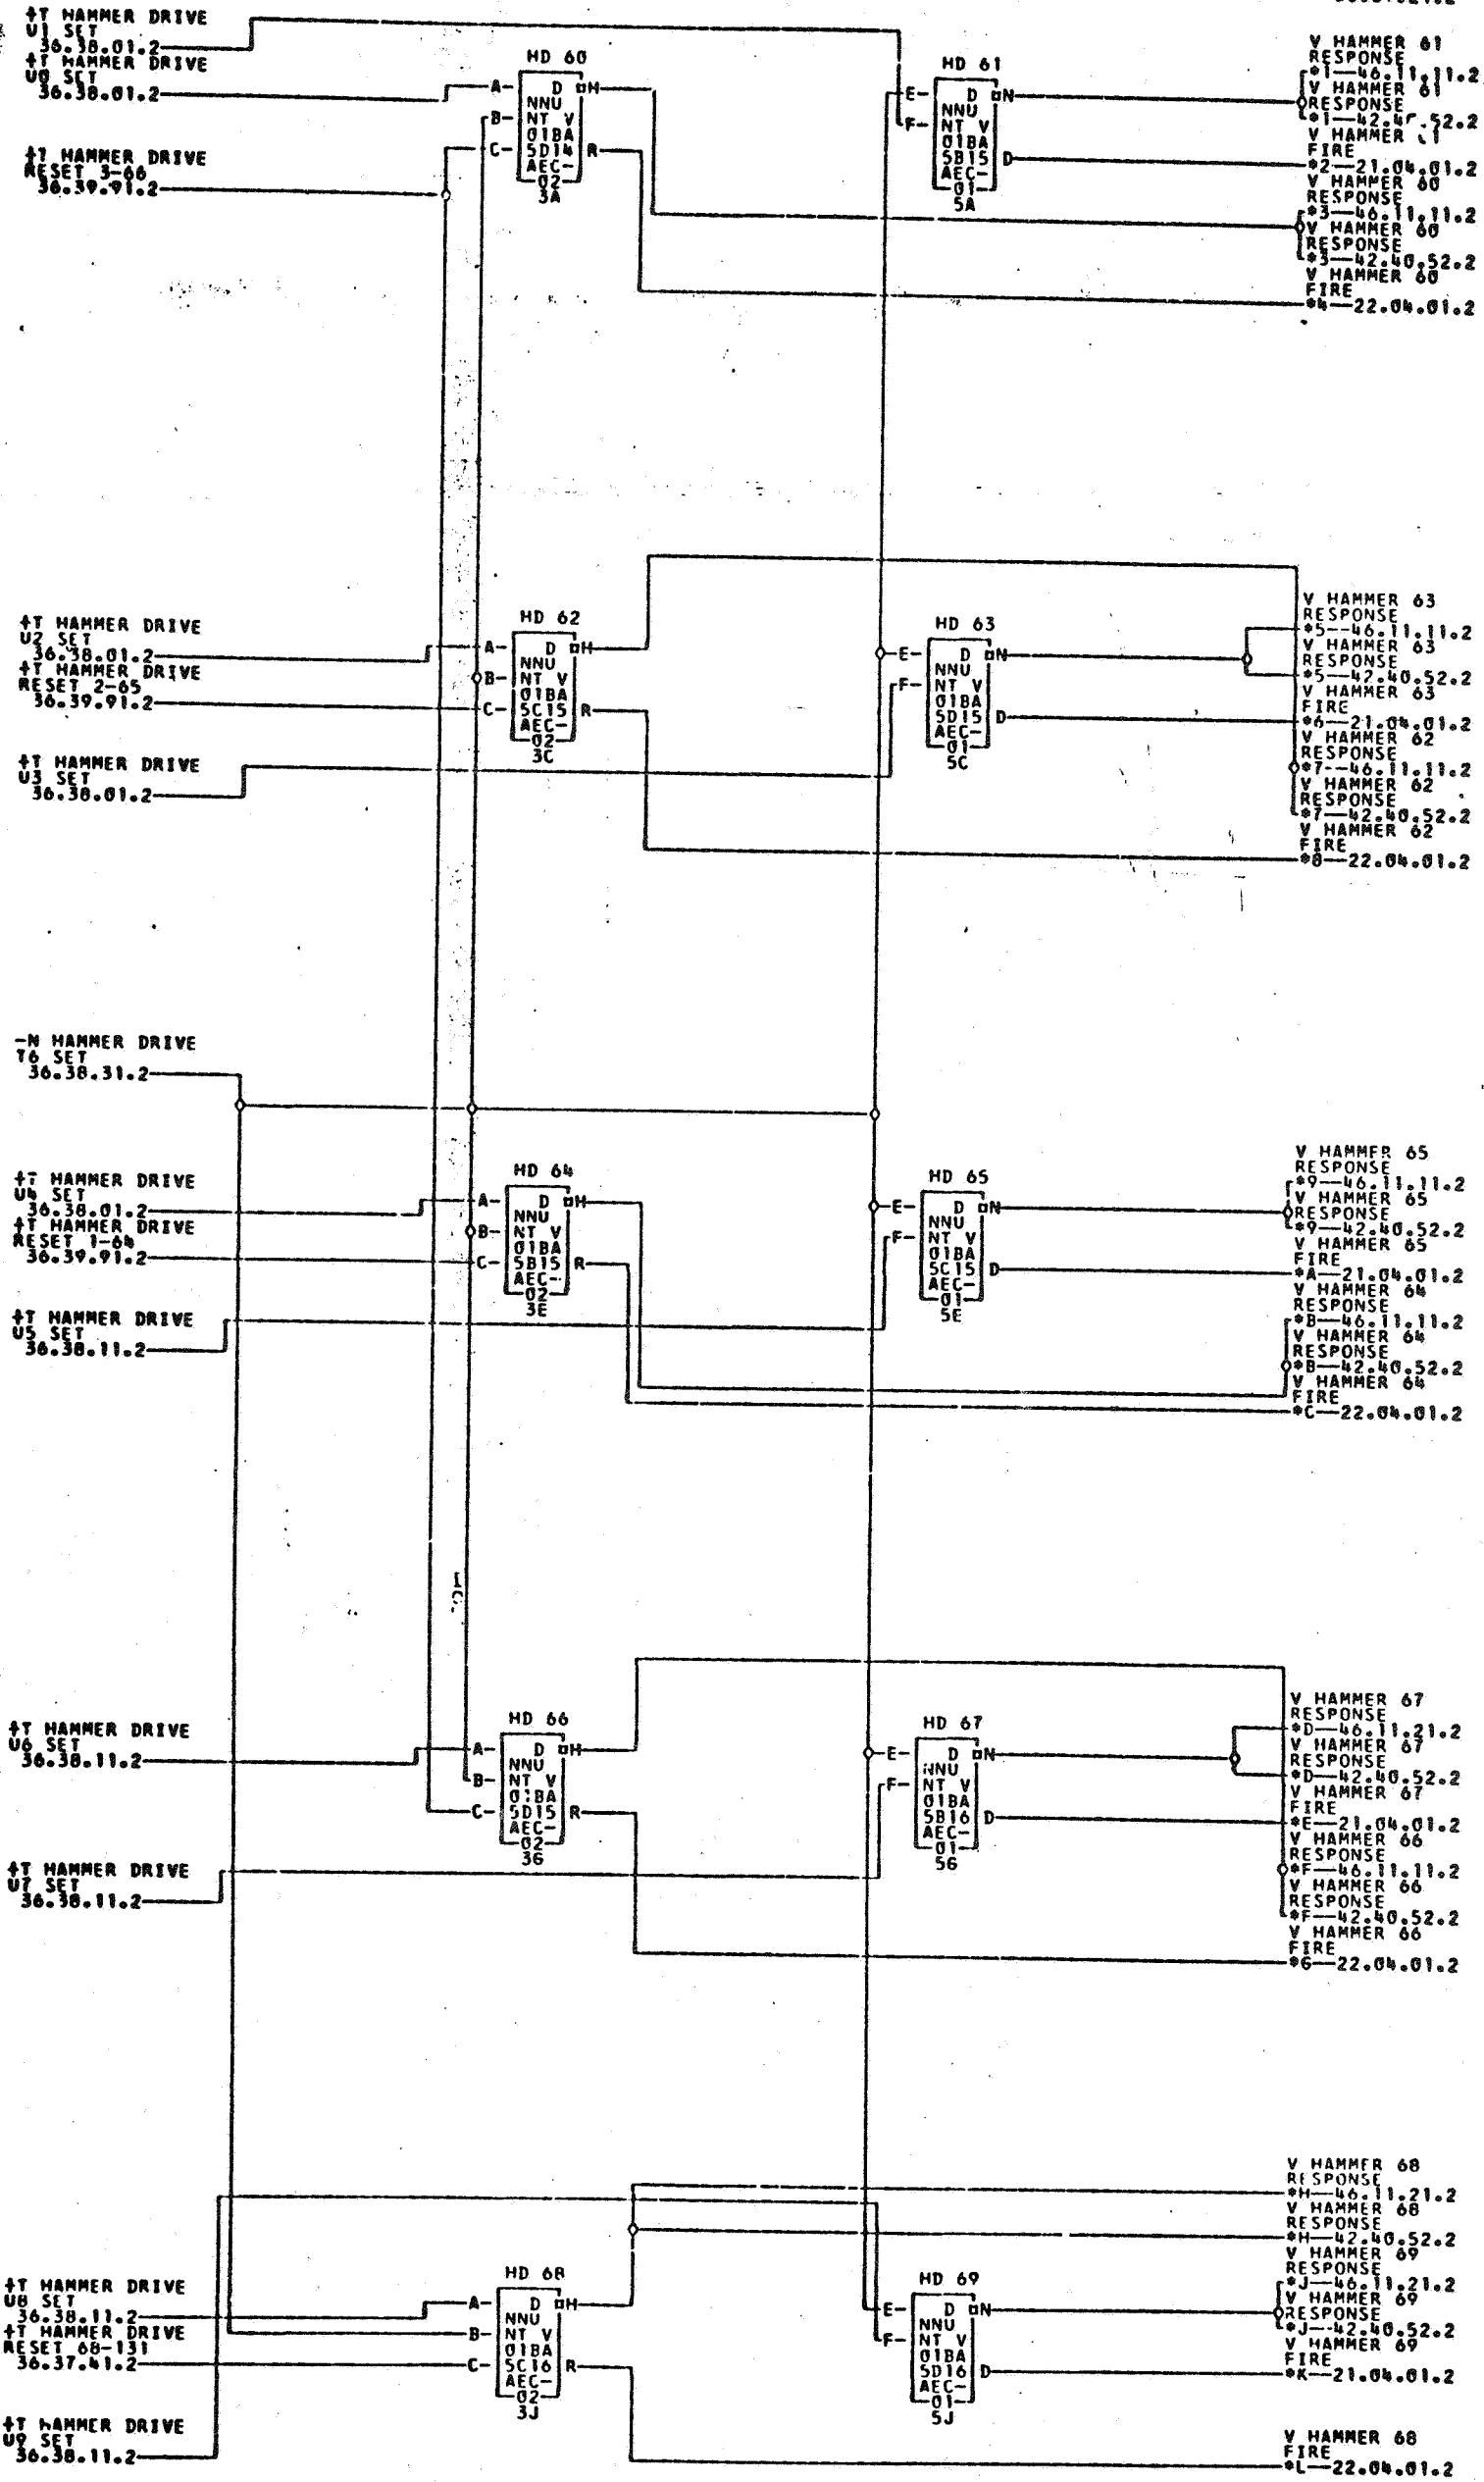 +T HAMMER DRIVE
U1 SET
36.38.01.2
+T HAMMER DRIVE
U0 SET
36.38.01.2
+T HAMMER DRIVE
RESET 3-66
36.39.91.2
HD 60
A- D H
NNU
B- NT V
01BA
C- 5D14 R
AEC-
02
3A
HD 61
E- D N
NNU
F- NT V
01BA
5B15 D
AEC-
01
5A
V HAMMER 61
RESPONSE
*1—46.11.11.2
V HAMMER 61
RESPONSE
V HAMMER
FIRE
*2—21.04.01.2
V HAMMER 60
RESPONSE
*3—46.11.11.2
V HAMMER 60
RESPONSE
*3—42.40.52.2
V HAMMER 60
FIRE
*4—22.04.01.2
+T HAMMER DRIVE
U2 SET
36.38.01.2
+T HAMMER DRIVE
RESET 2-65
36.39.91.2
+T HAMMER DRIVE
U3 SET
36.38.01.2
HD 62
A- D H
NNU
B- NT V
01BA
C- 5C15 R
AEC-
02
3C
HD 63
E- D N
NNU
F- NT V
01BA
5D15 D
AEC-
01
5C
V HAMMER 63
RESPONSE
*5--46.11.11.2
V HAMMER 63
RESPONSE
*5—42.40.52.2
V HAMMER 63
FIRE
*6—21.04.01.2
V HAMMER 62
RESPONSE
*7--46.11.11.2
V HAMMER 62
RESPONSE
*7—42.40.52.2
V HAMMER 62
FIRE
*8—22.04.01.2
-N HAMMER DRIVE
T6 SET
36.38.31.2
+T HAMMER DRIVE
U4 SET
36.38.01.2
+T HAMMER DRIVE
RESET 1-64
36.39.91.2
+T HAMMER DRIVE
U5 SET
36.38.11.2
HD 64
A- D H
NNU
B- NT V
01BA
C- 5B15 R
AEC-
02
3E
HD 65
E- D N
NNU
F- NT V
01BA
5C15 D
AEC-
01
5E
V HAMMER 65
RESPONSE
*9—46.11.11.2
V HAMMER 65
RESPONSE
*9—42.40.52.2
V HAMMER 65
FIRE
*A—21.04.01.2
V HAMMER 64
RESPONSE
*B—46.11.11.2
V HAMMER 64
RESPONSE
*B—42.40.52.2
V HAMMER 64
FIRE
*C—22.04.01.2
+T HAMMER DRIVE
U6 SET
36.38.11.2
+T HAMMER DRIVE
U7 SET
36.38.11.2
HD 66
A- D H
NNU
B- NT V
01BA
C- 5D15 R
AEC-
02
3G
HD 67
E- D N
NNU
F- NT V
01BA
5B16 D
AEC-
01
5G
V HAMMER 67
RESPONSE
*D—46.11.21.2
V HAMMER 67
RESPONSE
*D—42.40.52.2
V HAMMER 67
FIRE
*E—21.04.01.2
V HAMMER 66
RESPONSE
*F—46.11.11.2
V HAMMER 66
RESPONSE
*F—42.40.52.2
V HAMMER 66
FIRE
*G—22.04.01.2
+T HAMMER DRIVE
U8 SET
36.38.11.2
+T HAMMER DRIVE
RESET 68-131
36.37.41.2
+T HAMMER DRIVE
U9 SET
36.38.11.2
HD 68
A- D H
NNU
B- NT V
01BA
C- 5C16 R
AEC-
02
3J
HD 69
E- D N
NNU
F- NT V
01BA
5D16 D
AEC-
01
5J
V HAMMER 68
RESPONSE
*H—46.11.21.2
V HAMMER 68
RESPONSE
*H—42.40.52.2
V HAMMER 69
RESPONSE
*J—46.11.21.2
V HAMMER 69
RESPONSE
*J--42.40.52.2
V HAMMER 69
FIRE
*K—21.04.01.2
V HAMMER 68
FIRE
*L—22.04.01.2